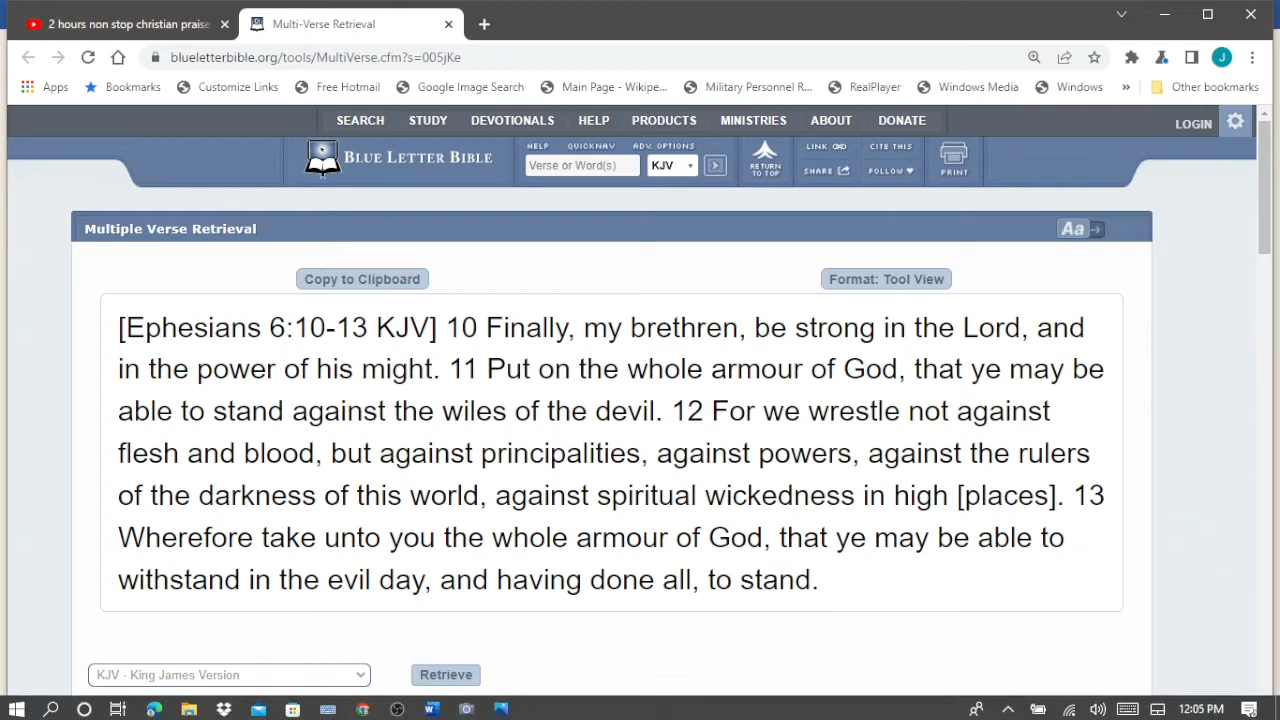 2 hours non stop christian praise
Multi-Verse Retrieval
blueletterbible.org/tools/MultiVerse.cfm?s=005jKe
J
Apps Bookmarks Customize Links Free Hotmail Google Image Search Main Page - Wikipe... Military Personnel R... RealPlayer Windows Media Windows » Other bookmarks
SEARCH STUDY DEVOTIONALS HELP PRODUCTS MINISTRIES ABOUT DONATE
LOGIN
BLUE LETTER BIBLE
HELP QUICKNAV ADV. OPTIONS
Verse or Word(s) KJV
RETURN
TO TOP
LINK CITE THIS
SHARE FOLLOW
PRINT
Multiple Verse Retrieval
Aa
Copy to Clipboard Format: Tool View
[Ephesians 6:10-13 KJV] 10 Finally, my brethren, be strong in the Lord, and
in the power of his might. 11 Put on the whole armour of God, that ye may be
able to stand against the wiles of the devil. 12 For we wrestle not against
flesh and blood, but against principalities, against powers, against the rulers
of the darkness of this world, against spiritual wickedness in high [places]. 13
Wherefore take unto you the whole armour of God, that ye may be able to
withstand in the evil day, and having done all, to stand.
KJV - King James Version Retrieve
12:05 PM